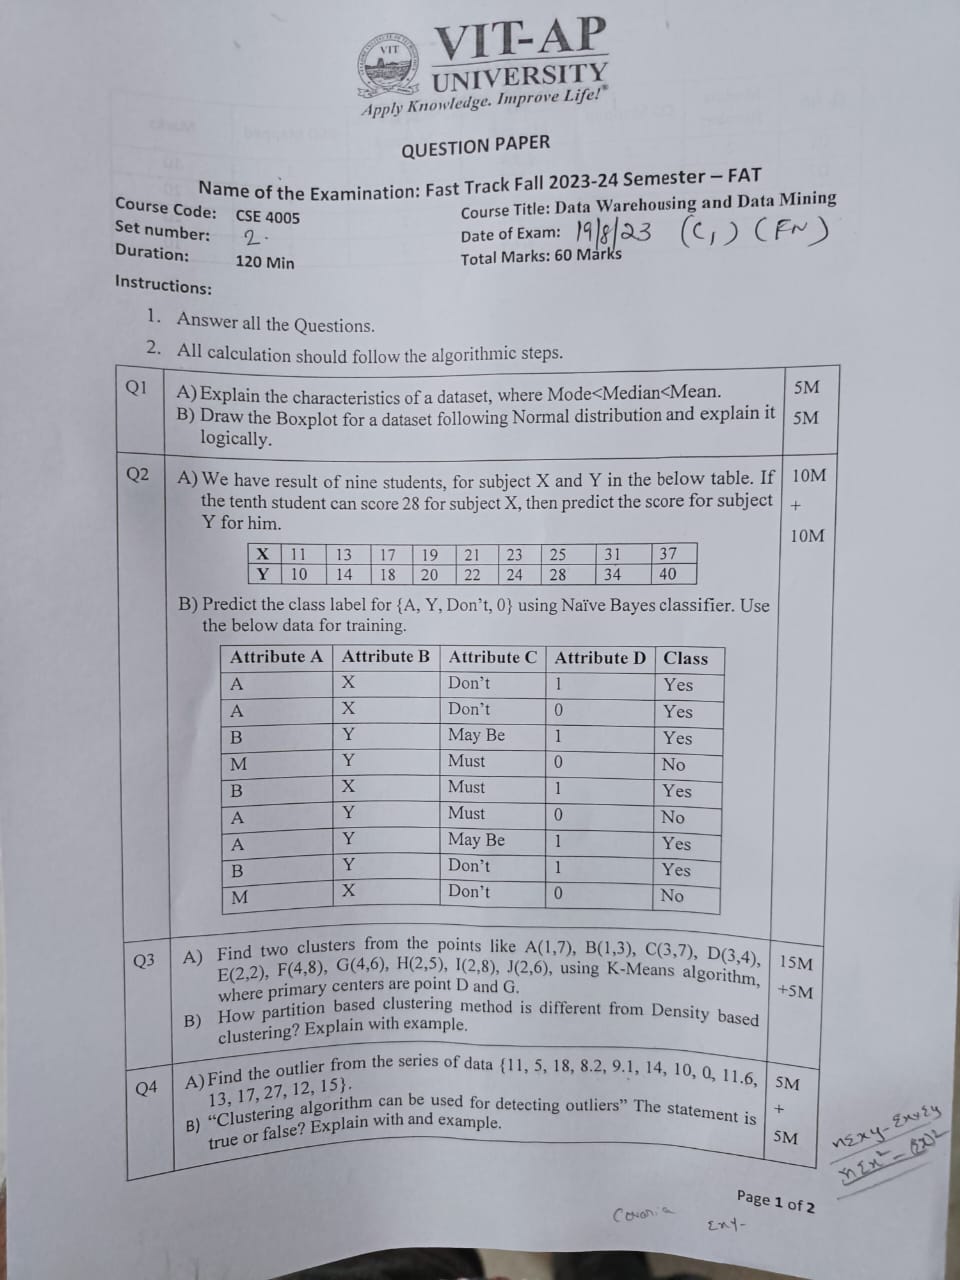 VIT
VIT-AP
UNIVERSITY
Apply Knowledge. Improve Life!®
QUESTION PAPER
Name of the Examination: Fast Track Fall 2023-24 Semester – FAT
Course Code: CSE 4005
Course Title: Data Warehousing and Data Mining
Set number: 2.
Date of Exam: 19/8/23 (C1) (FN)
Duration: 120 Min
Total Marks: 60 Marks
Instructions:
1. Answer all the Questions.
2. All calculation should follow the algorithmic steps.
Q1 A) Explain the characteristics of a dataset, where Mode<Median<Mean. 5M
B) Draw the Boxplot for a dataset following Normal distribution and explain it 5M
logically.
Q2 A) We have result of nine students, for subject X and Y in the below table. If 10M
the tenth student can score 28 for subject X, then predict the score for subject +
Y for him. 10M
X 11 13 17 19 21 23 25 31 37
Y 10 14 18 20 22 24 28 34 40
B) Predict the class label for {A, Y, Don't, 0} using Naïve Bayes classifier. Use
the below data for training.
Attribute A Attribute B Attribute C Attribute D Class
A X Don't 1 Yes
A X Don't 0 Yes
B Y May Be 1 Yes
M Y Must 0 No
B X Must 1 Yes
A Y Must 0 No
A Y May Be 1 Yes
B Y Don't 1 Yes
M X Don't 0 No
Q3 A) Find two clusters from the points like A(1,7), B(1,3), C(3,7), D(3,4), 15M
E(2,2), F(4,8), G(4,6), H(2,5), I(2,8), J(2,6), using K-Means algorithm, +5M
where primary centers are point D and G.
B) How partition based clustering method is different from Density based
clustering? Explain with example.
Q4 A) Find the outlier from the series of data {11, 5, 18, 8.2, 9.1, 14, 10, 0, 11.6, 5M
13, 17, 27, 12, 15}. +
B) "Clustering algorithm can be used for detecting outliers" The statement is 5M
true or false? Explain with and example.
nΣxy-ΣxΣy
nΣx²-(Σx)²
Page 1 of 2
Σxy-